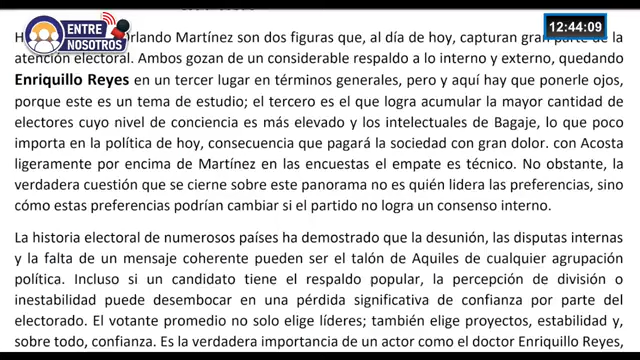 ENTRE
NOSOTROS
12:44:09
Orlando Martínez son dos figuras que, al día de hoy, capturan gran parte de la
atención electoral. Ambos gozan de un considerable respaldo a lo interno y externo, quedando
Enriquillo Reyes en un tercer lugar en términos generales, pero y aquí hay que ponerle ojos,
porque este es un tema de estudio; el tercero es el que logra acumular la mayor cantidad de
electores cuyo nivel de conciencia es más elevado y los intelectuales de Bagaje, lo que poco
importa en la política de hoy, consecuencia que pagará la sociedad con gran dolor. con Acosta
ligeramente por encima de Martínez en las encuestas el empate es técnico. No obstante, la
verdadera cuestión que se cierne sobre este panorama no es quién lidera las preferencias, sino
cómo estas preferencias podrían cambiar si el partido no logra un consenso interno.
La historia electoral de numerosos países ha demostrado que la desunión, las disputas internas
y la falta de un mensaje coherente pueden ser el talón de Aquiles de cualquier agrupación
política. Incluso si un candidato tiene el respaldo popular, la percepción de división o
inestabilidad puede desembocar en una pérdida significativa de confianza por parte del
electorado. El votante promedio no solo elige líderes; también elige proyectos, estabilidad y,
sobre todo, confianza. Es la verdadera importancia de un actor como el doctor Enriquillo Reyes,